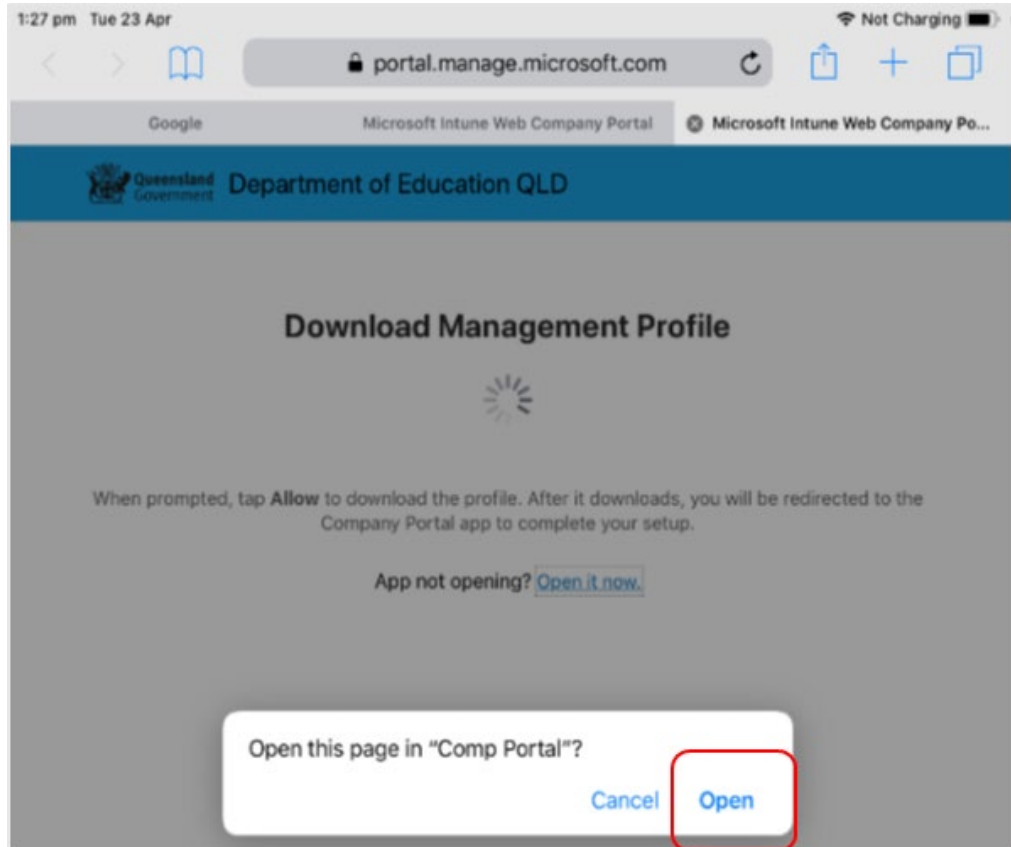 1:27 pm Tue 23 Apr Not Charging
portal.manage.microsoft.com
Google Microsoft Intune Web Company Portal Microsoft Intune Web Company Po...
Queensland
Government
Department of Education QLD
Download Management Profile
When prompted, tap Allow to download the profile. After it downloads, you will be redirected to the
Company Portal app to complete your setup.
App not opening? Open it now.
Open this page in “Comp Portal”?
Cancel Open